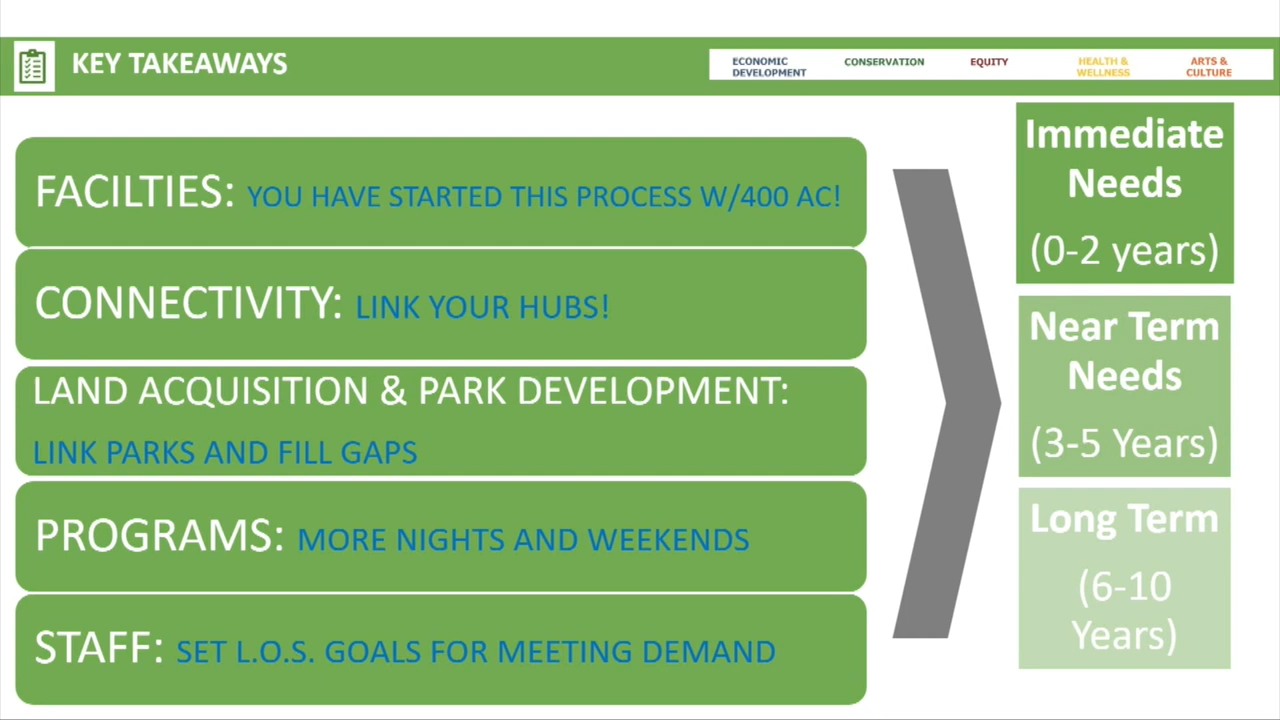 KEY TAKEAWAYS
ECONOMIC
DEVELOPMENT
CONSERVATION
EQUITY
HEALTH &
WELLNESS
ARTS &
CULTURE
FACILTIES: YOU HAVE STARTED THIS PROCESS W/400 AC!
CONNECTIVITY: LINK YOUR HUBS!
LAND ACQUISITION & PARK DEVELOPMENT:
LINK PARKS AND FILL GAPS
PROGRAMS: MORE NIGHTS AND WEEKENDS
STAFF: SET L.O.S. GOALS FOR MEETING DEMAND
Immediate
Needs
(0-2 years)
Near Term
Needs
(3-5 Years)
Long Term
(6-10
Years)